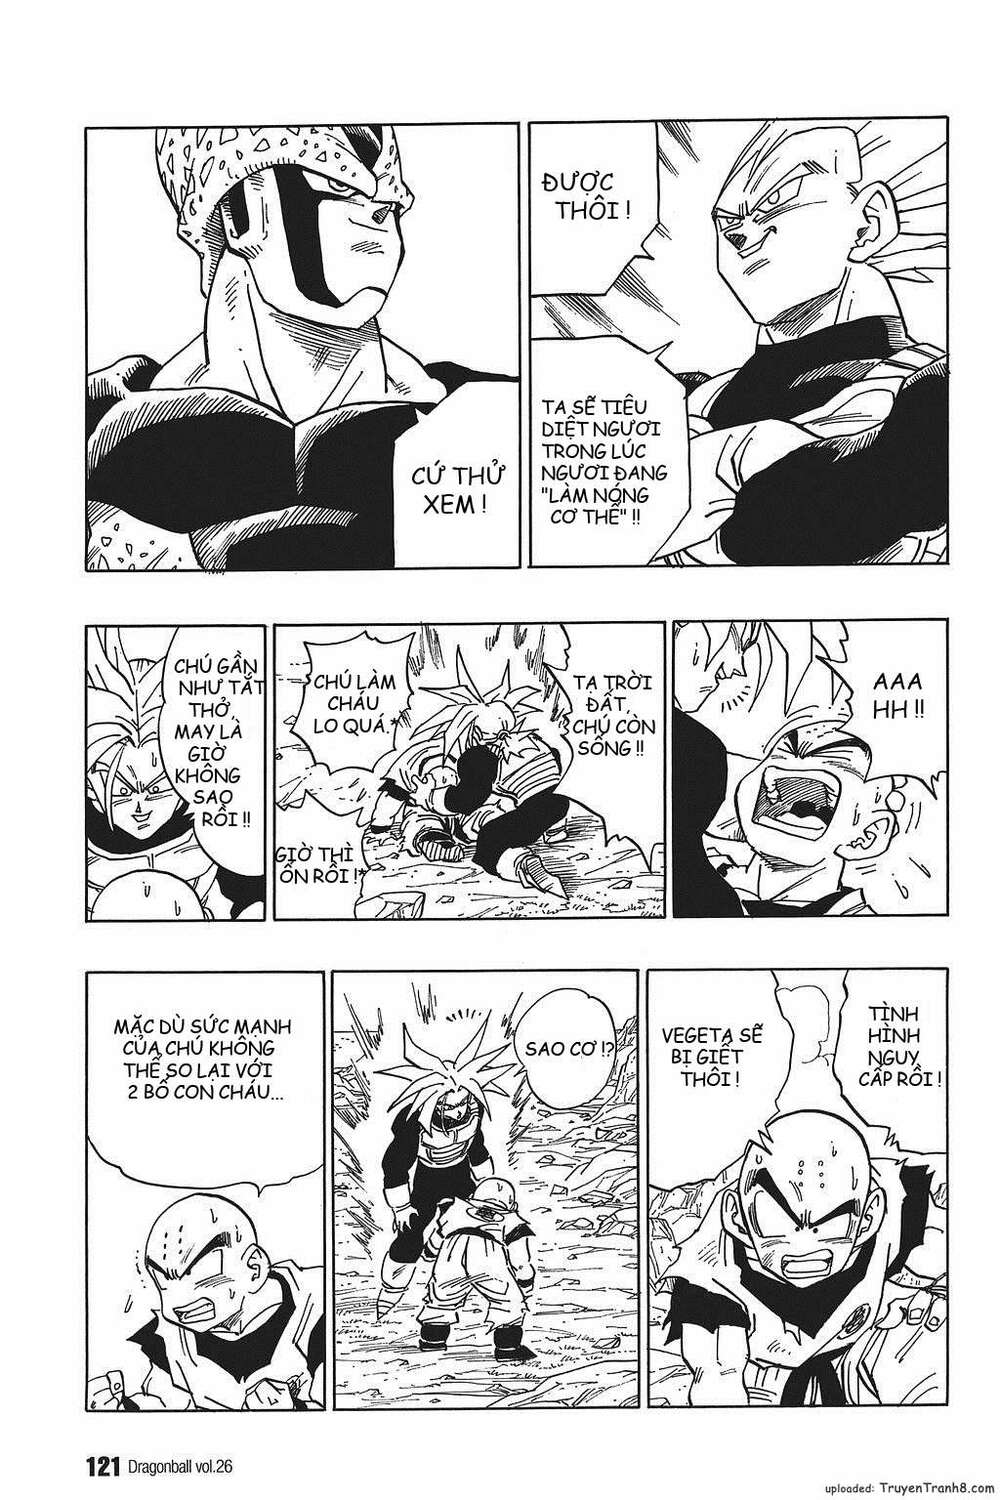 ĐƯỢC
THÔI !
TA SẼ TIÊU
DIỆT NGƯƠI
TRONG LÚC
NGƯƠI ĐANG
"LÀM NÓNG
CƠ THỂ" !!
CỨ THỬ
XEM !
AAA
HH !!
TẠ TRỜI
ĐẤT,
CHÚ CÒN
SỐNG !!
CHÚ LÀM
CHÁU
LO QUÁ.*
GIỜ THÌ
ỔN RỒI !*
CHÚ GẦN
NHƯ TẮT
THỞ,
MAY LÀ
GIỜ
KHÔNG
SAO
RỒI !!
TÌNH
HÌNH
NGUY
CẤP RỒI !
VEGETA SẼ
BỊ GIẾT
THÔI !
SAO CƠ !?
MẶC DÙ SỨC MẠNH
CỦA CHÚ KHÔNG
THỂ SO LẠI VỚI
2 BỐ CON CHÁU...
121 Dragonball vol.26
uploaded: TruyenTranh8.com